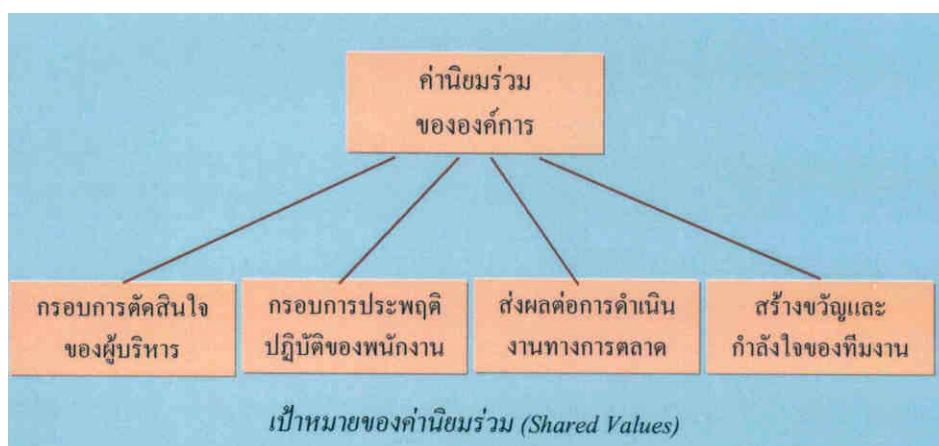 ค่านิยมร่วม
ขององค์การ
กรอบการตัดสินใจ
ของผู้บริหาร
กรอบการประพฤติ
ปฏิบัติของพนักงาน
ส่งผลต่อการดำเนิน
งานทางการตลาด
สร้างขวัญและ
กำลังใจของทีมงาน
เป้าหมายของค่านิยมร่วม (Shared Values)